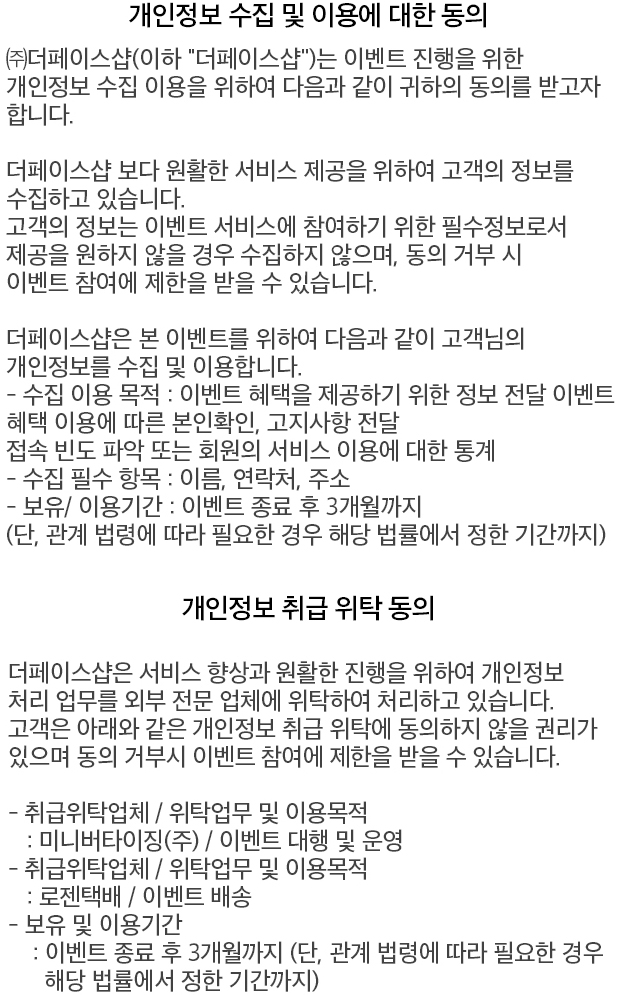 개인정보 수집 및 이용에 대한 동의
㈜더페이스샵(이하 "더페이스샵")는 이벤트 진행을 위한
개인정보 수집 이용을 위하여 다음과 같이 귀하의 동의를 받고자
합니다.
더페이스샵 보다 원활한 서비스 제공을 위하여 고객의 정보를
수집하고 있습니다.
고객의 정보는 이벤트 서비스에 참여하기 위한 필수정보로서
제공을 원하지 않을 경우 수집하지 않으며, 동의 거부 시
이벤트 참여에 제한을 받을 수 있습니다.
더페이스샵은 본 이벤트를 위하여 다음과 같이 고객님의
개인정보를 수집 및 이용합니다.
- 수집 이용 목적 : 이벤트 혜택을 제공하기 위한 정보 전달 이벤트
혜택 이용에 따른 본인확인, 고지사항 전달
접속 빈도 파악 또는 회원의 서비스 이용에 대한 통계
- 수집 필수 항목 : 이름, 연락처, 주소
- 보유/ 이용기간 : 이벤트 종료 후 3개월까지
(단, 관계 법령에 따라 필요한 경우 해당 법률에서 정한 기간까지)
개인정보 취급 위탁 동의
더페이스샵은 서비스 향상과 원활한 진행을 위하여 개인정보
처리 업무를 외부 전문 업체에 위탁하여 처리하고 있습니다.
고객은 아래와 같은 개인정보 취급 위탁에 동의하지 않을 권리가
있으며 동의 거부시 이벤트 참여에 제한을 받을 수 있습니다.
- 취급위탁업체 / 위탁업무 및 이용목적
: 미니버타이징(주) / 이벤트 대행 및 운영
- 취급위탁업체 / 위탁업무 및 이용목적
: 로젠택배 / 이벤트 배송
- 보유 및 이용기간
: 이벤트 종료 후 3개월까지 (단, 관계 법령에 따라 필요한 경우
해당 법률에서 정한 기간까지)